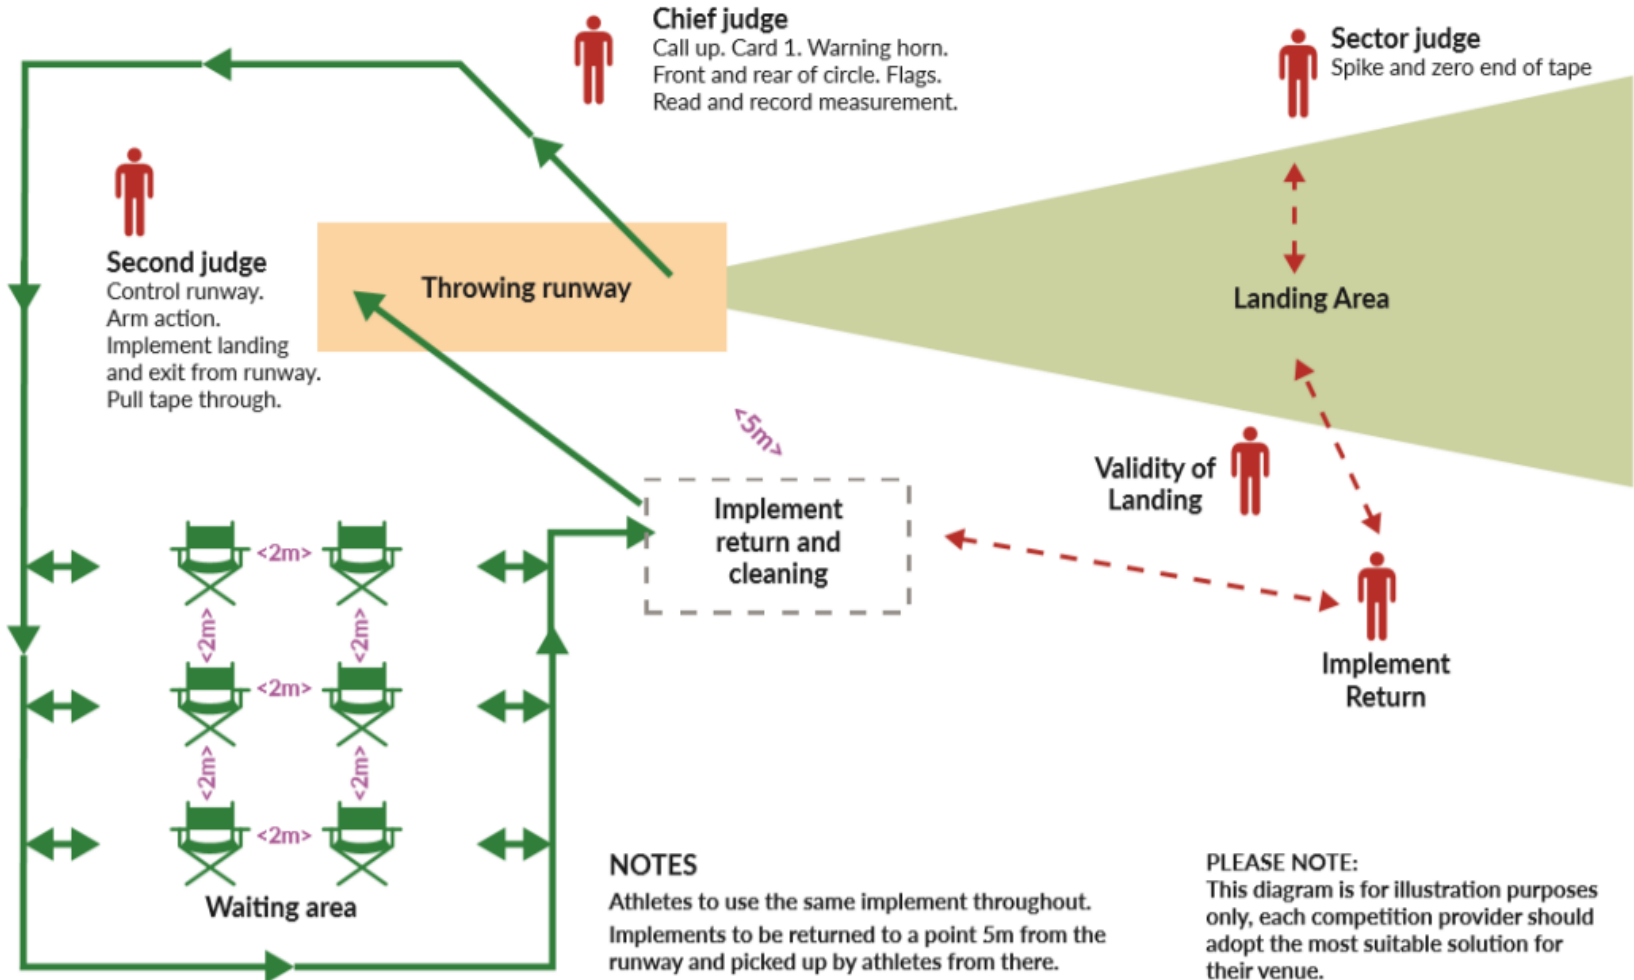 Chief judge
Call up. Card 1. Warning horn.
Front and rear of circle. Flags.
Read and record measurement.
Sector judge
Spike and zero end of tape
Second judge
Control runway.
Arm action.
Implement landing
and exit from runway.
Pull tape through.
Throwing runway
Landing Area
<5m>
Validity of
Landing
Implement
return and
cleaning
Implement
Return
<2m>
<2m>
<2m>
<2m>
<2m>
<2m>
<2m>
Waiting area
NOTES
Athletes to use the same implement throughout.
Implements to be returned to a point 5m from the
runway and picked up by athletes from there.
PLEASE NOTE:
This diagram is for illustration purposes
only, each competition provider should
adopt the most suitable solution for
their venue.